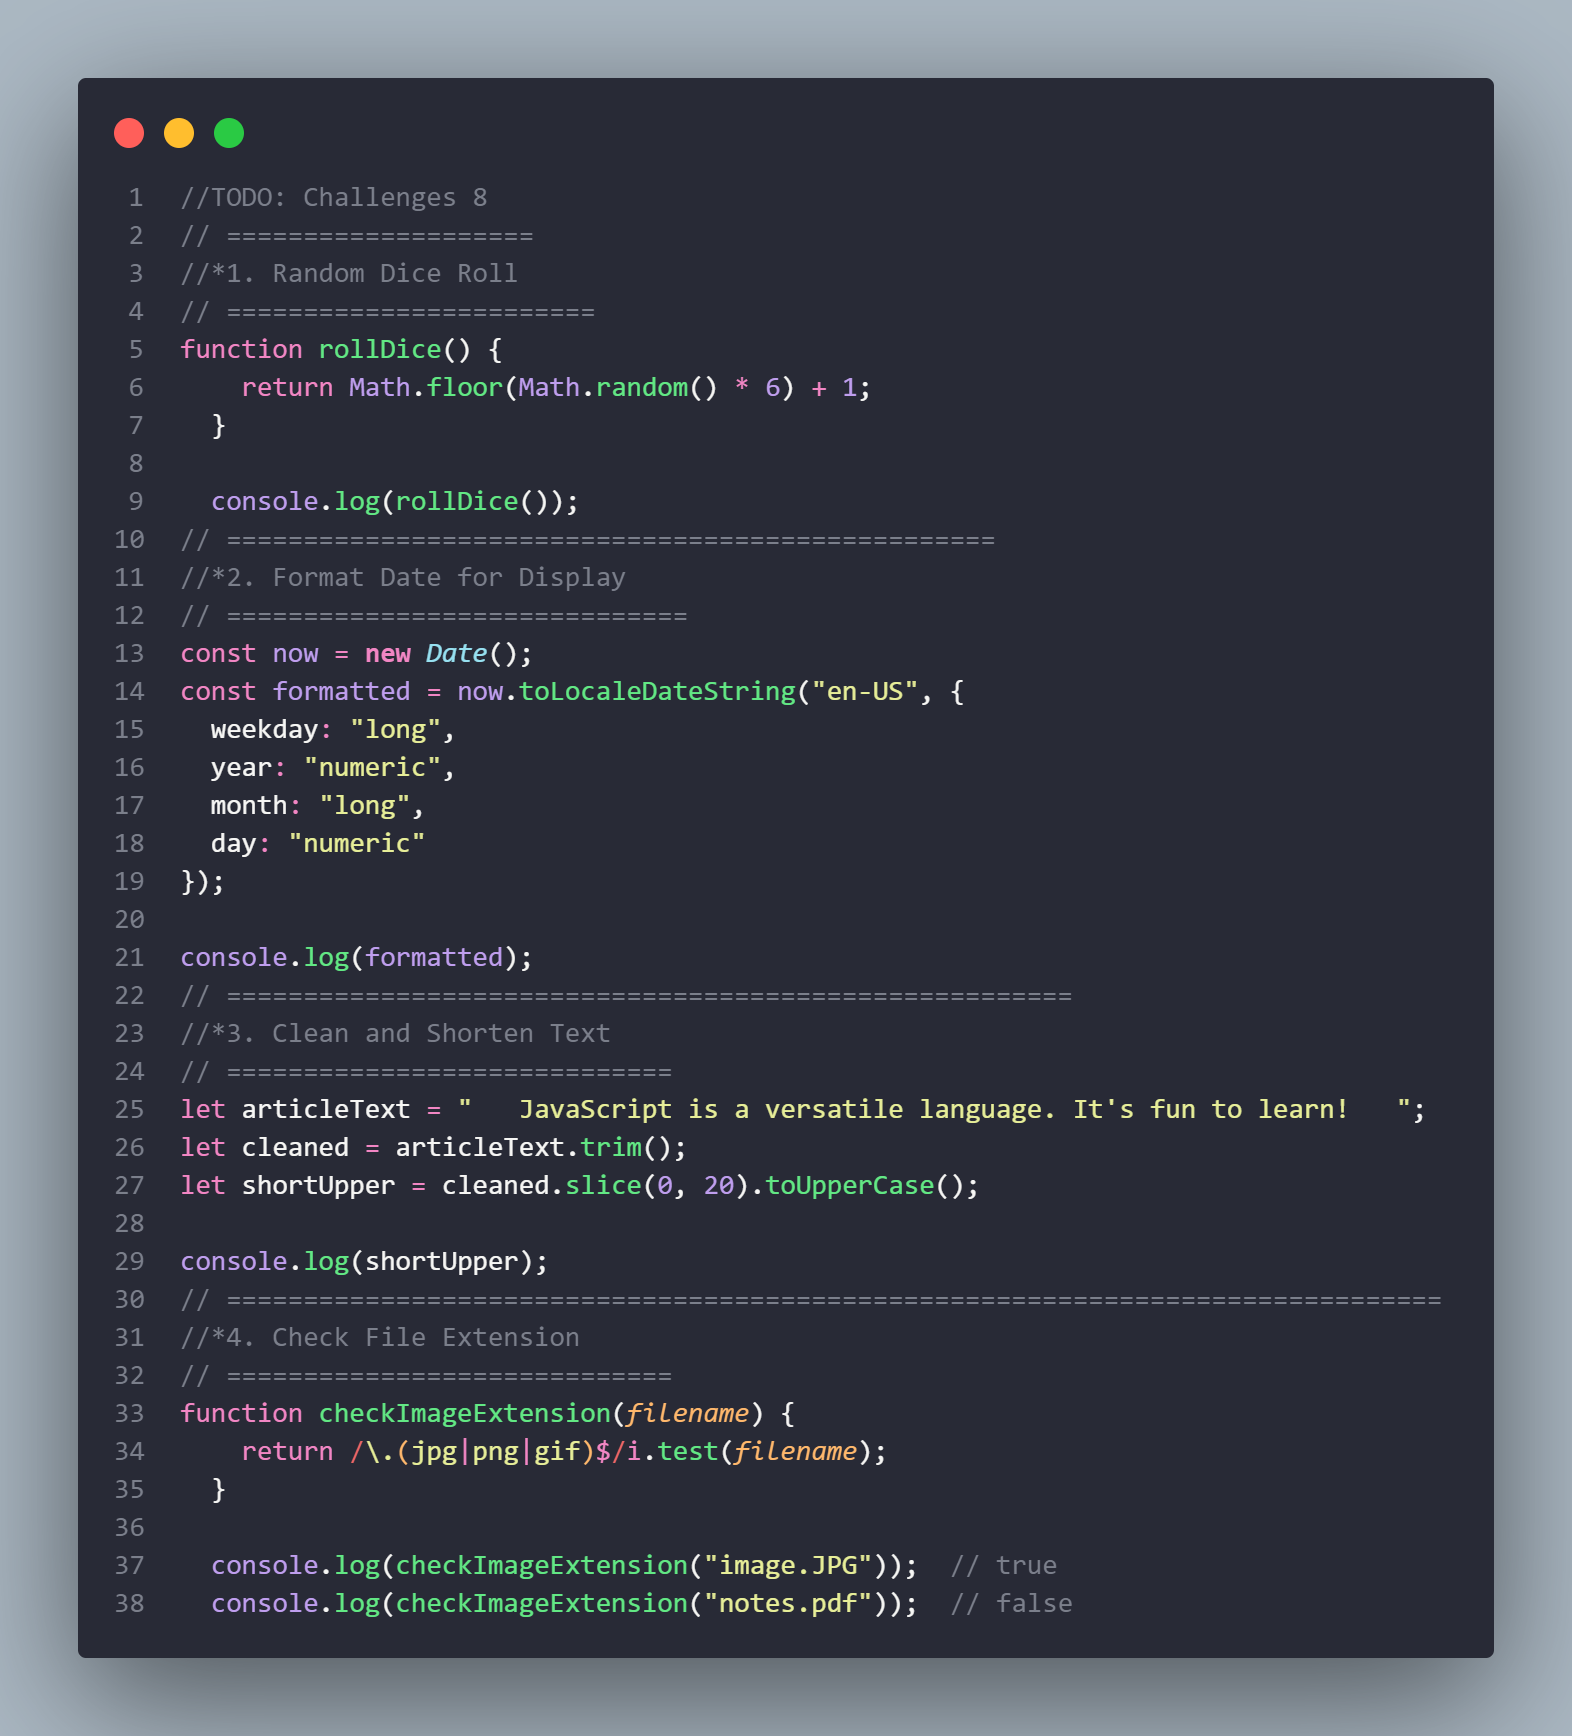 1 //TODO: Challenges 8
2 // ====================
3 //*1. Random Dice Roll
4 // ========================
5 function rollDice() {
6     return Math.floor(Math.random() * 6) + 1;
7   }
8
9   console.log(rollDice());
10 // ==================================================
11 //*2. Format Date for Display
12 // ==============================
13 const now = new Date();
14 const formatted = now.toLocaleDateString("en-US", {
15   weekday: "long",
16   year: "numeric",
17   month: "long",
18   day: "numeric"
19 });
20
21 console.log(formatted);
22 // =======================================================
23 //*3. Clean and Shorten Text
24 // =============================
25 let articleText = "   JavaScript is a versatile language. It's fun to learn!   ";
26 let cleaned = articleText.trim();
27 let shortUpper = cleaned.slice(0, 20).toUpperCase();
28
29 console.log(shortUpper);
30 // ===============================================================================
31 //*4. Check File Extension
32 // =============================
33 function checkImageExtension(filename) {
34     return /\.(jpg|png|gif)$/i.test(filename);
35   }
36
37   console.log(checkImageExtension("image.JPG"));  // true
38   console.log(checkImageExtension("notes.pdf"));  // false